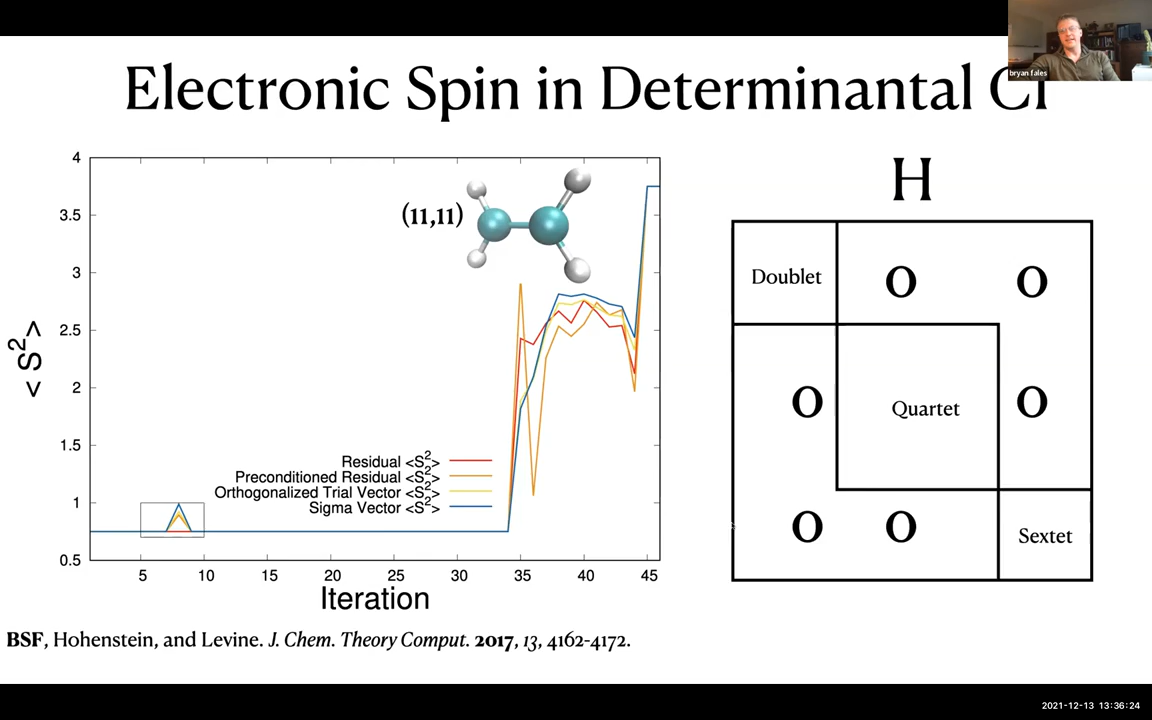 bryan fales
Electronic Spin in Determinantal CI
4
3.5
3
2.5
2
1.5
1
0.5
< S2 >
(11,11)
Residual <S2>
Preconditioned Residual <S2>
Orthogonalized Trial Vector <S2>
Sigma Vector <S2>
5 10 15 20 25 30 35 40 45
Iteration
H
Doublet 0 0
0 Quartet 0
0 0 Sextet
BSF, Hohenstein, and Levine. J. Chem. Theory Comput. 2017, 13, 4162-4172.
2021-12-13 13:36:24